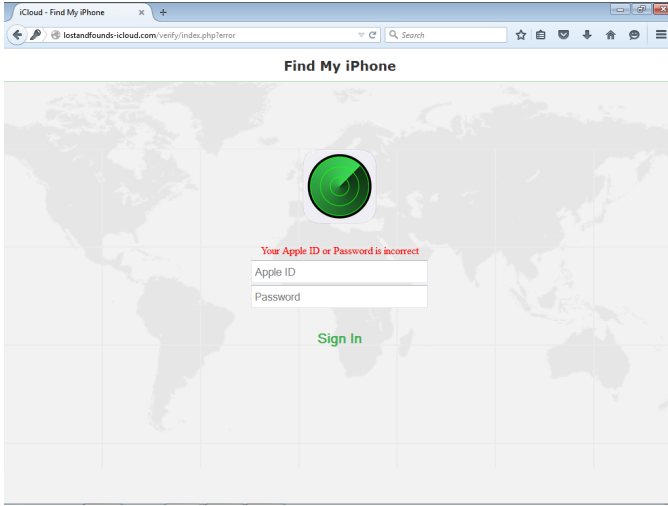 iCloud - Find My iPhone
lostandfounds-icloud.com/verify/index.php?error
Search
Find My iPhone
Your Apple ID or Password is incorrect
Apple ID
Password
Sign In